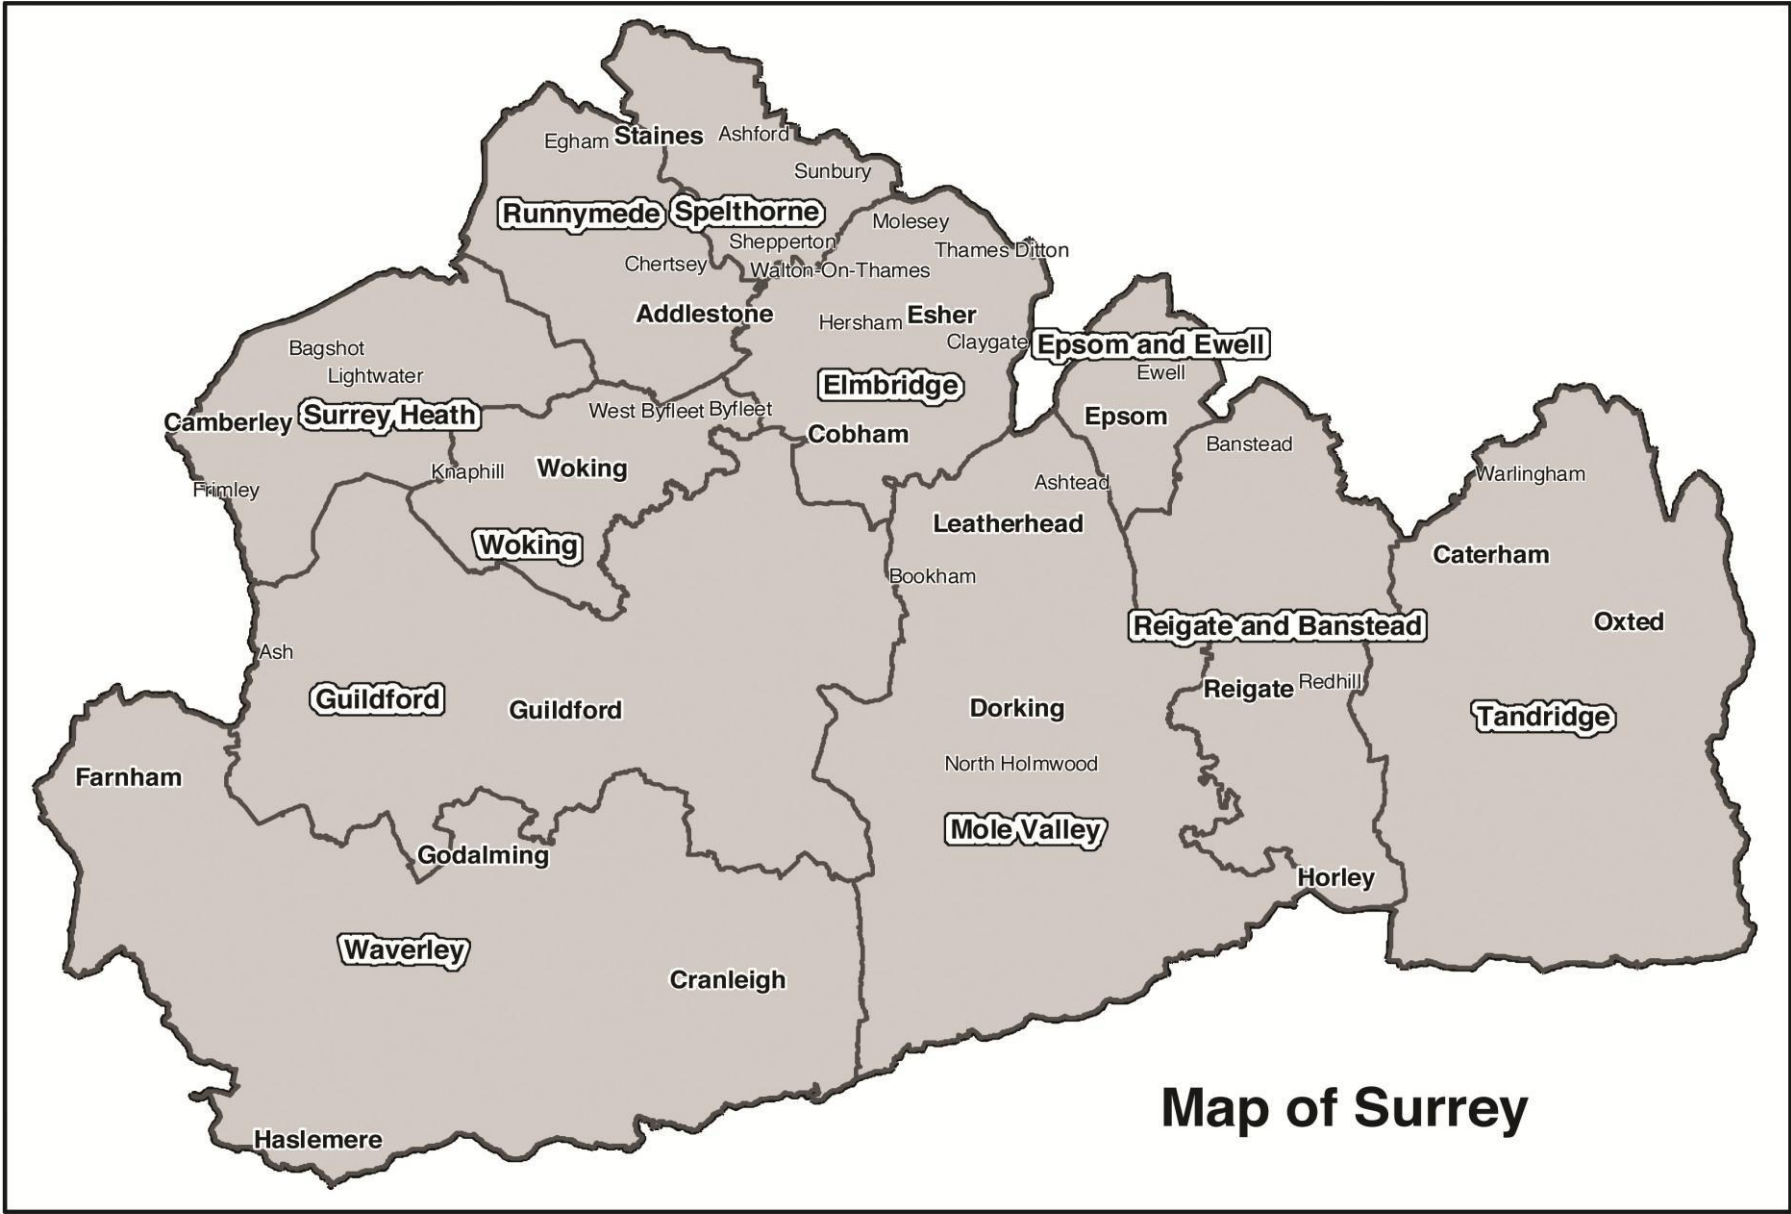 Egham
Staines
Ashford
Sunbury
Runnymede
Spelthorne
Molesey
Shepperton
Thames Ditton
Chertsey
Walton-On-Thames
Addlestone
Hersham
Esher
Claygate
Epsom and Ewell
Bagshot
Lightwater
Ewell
Elmbridge
Camberley
Surrey Heath
West Byfleet
Byfleet
Epsom
Cobham
Banstead
Knaphill
Woking
Frimley
Ashtead
Warlingham
Leatherhead
Woking
Caterham
Bookham
Oxted
Reigate and Banstead
Ash
Guildford
Guildford
Dorking
Reigate
Redhill
Tandridge
Farnham
North Holmwood
Mole Valley
Godalming
Horley
Waverley
Cranleigh
Map of Surrey
Haslemere